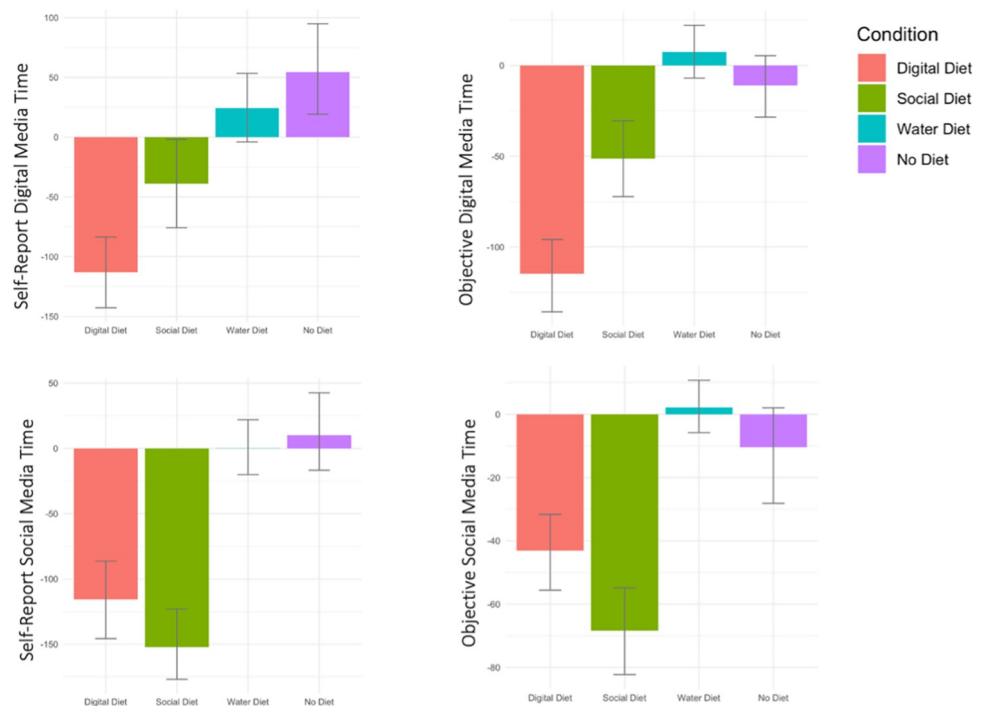 Self-Report Digital Media Time
100
50
0
-50
-100
-150
Digital Diet Social Diet Water Diet No Diet
Objective Digital Media Time
0
-50
-100
Digital Diet Social Diet Water Diet No Diet
Condition
Digital Diet
Social Diet
Water Diet
No Diet
Self-Report Social Media Time
50
0
-50
-100
-150
Digital Diet Social Diet Water Diet No Diet
Objective Social Media Time
0
-20
-40
-60
-80
Digital Diet Social Diet Water Diet No Diet